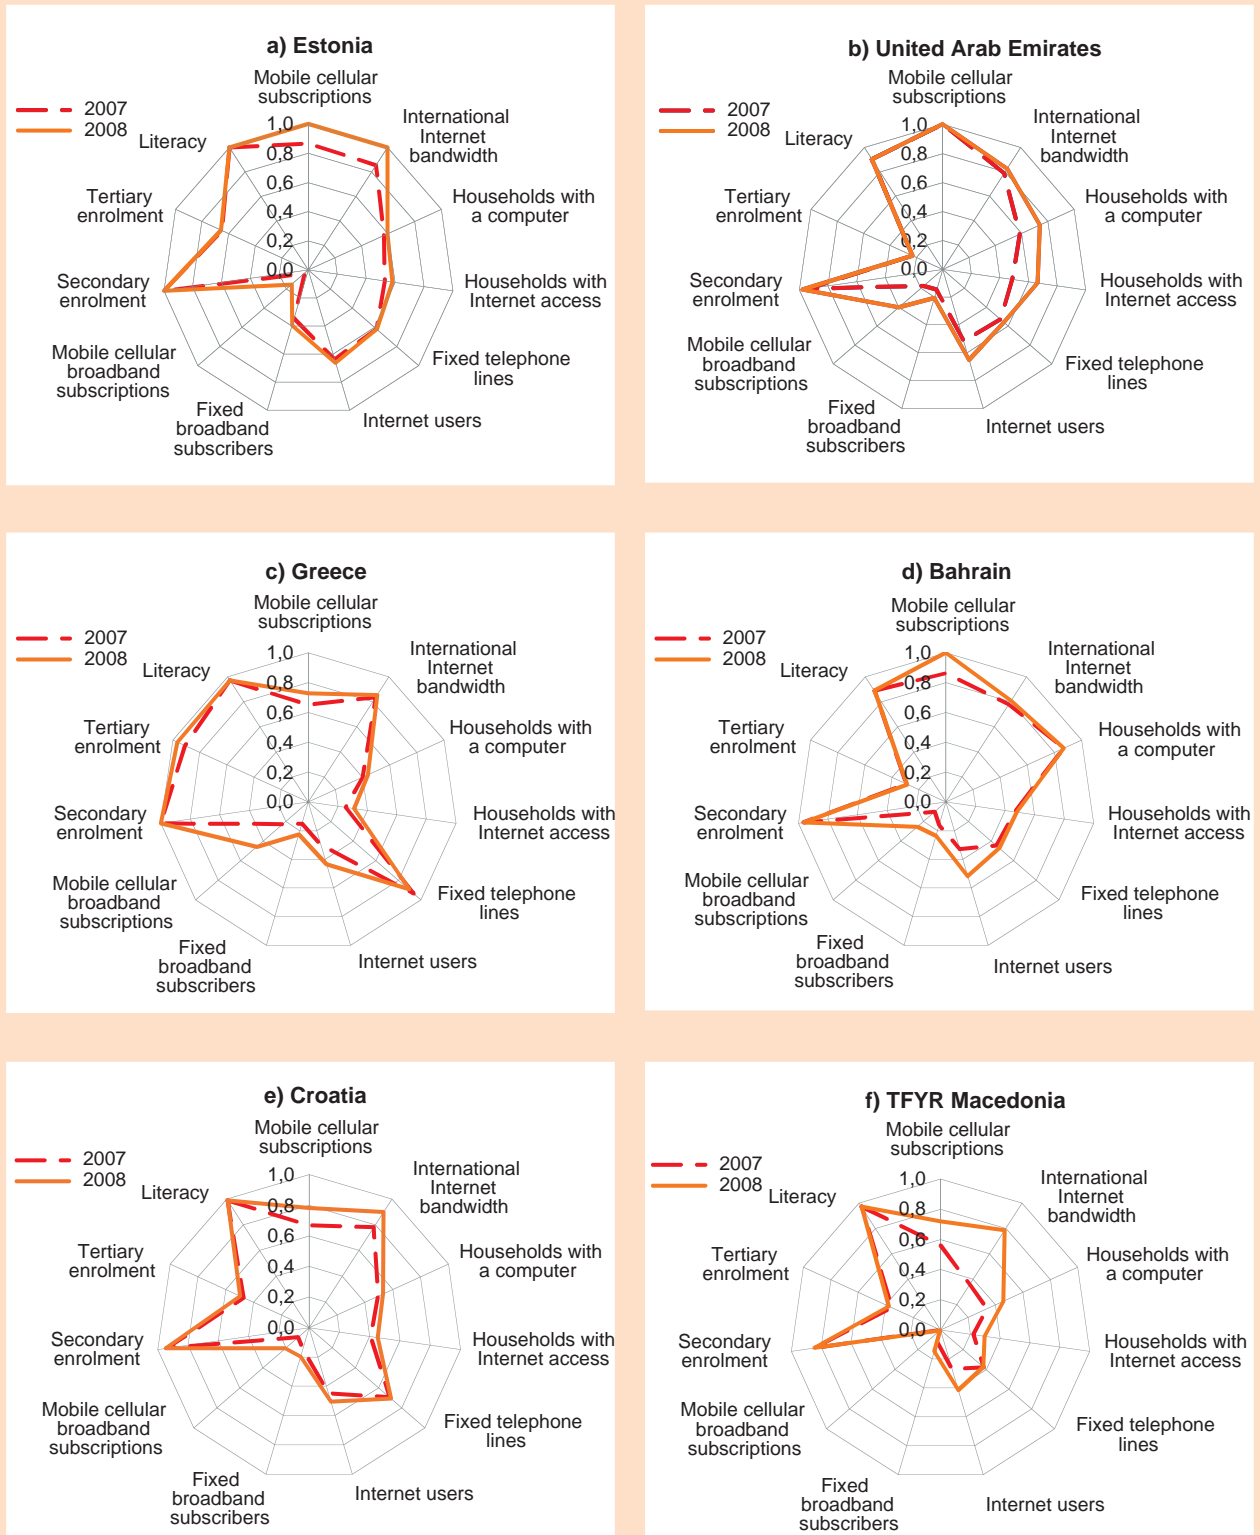 a) Estonia
Mobile cellular
subscriptions
2007
2008
1,0
0,8
0,6
0,4
0,2
0,0
International
Internet
bandwidth
Households with
a computer
Households with
Internet access
Fixed telephone
lines
Internet users
Fixed
broadband
subscribers
Mobile cellular
broadband
subscriptions
Secondary
enrolment
Tertiary
enrolment
Literacy
b) United Arab Emirates
Mobile cellular
subscriptions
2007
2008
1,0
0,8
0,6
0,4
0,2
0,0
International
Internet
bandwidth
Households with
a computer
Households with
Internet access
Fixed telephone
lines
Internet users
Fixed
broadband
subscribers
Mobile cellular
broadband
subscriptions
Secondary
enrolment
Tertiary
enrolment
Literacy
c) Greece
Mobile cellular
subscriptions
2007
2008
1,0
0,8
0,6
0,4
0,2
0,0
International
Internet
bandwidth
Households with
a computer
Households with
Internet access
Fixed telephone
lines
Internet users
Fixed
broadband
subscribers
Mobile cellular
broadband
subscriptions
Secondary
enrolment
Tertiary
enrolment
Literacy
d) Bahrain
Mobile cellular
subscriptions
2007
2008
1,0
0,8
0,6
0,4
0,2
0,0
International
Internet
bandwidth
Households with
a computer
Households with
Internet access
Fixed telephone
lines
Internet users
Fixed
broadband
subscribers
Mobile cellular
broadband
subscriptions
Secondary
enrolment
Tertiary
enrolment
Literacy
e) Croatia
Mobile cellular
subscriptions
2007
2008
1,0
0,8
0,6
0,4
0,2
0,0
International
Internet
bandwidth
Households with
a computer
Households with
Internet access
Fixed telephone
lines
Internet users
Fixed
broadband
subscribers
Mobile cellular
broadband
subscriptions
Secondary
enrolment
Tertiary
enrolment
Literacy
f) TFYR Macedonia
Mobile cellular
subscriptions
2007
2008
1,0
0,8
0,6
0,4
0,2
0,0
International
Internet
bandwidth
Households with
a computer
Households with
Internet access
Fixed telephone
lines
Internet users
Fixed
broadband
subscribers
Mobile cellular
broadband
subscriptions
Secondary
enrolment
Tertiary
enrolment
Literacy